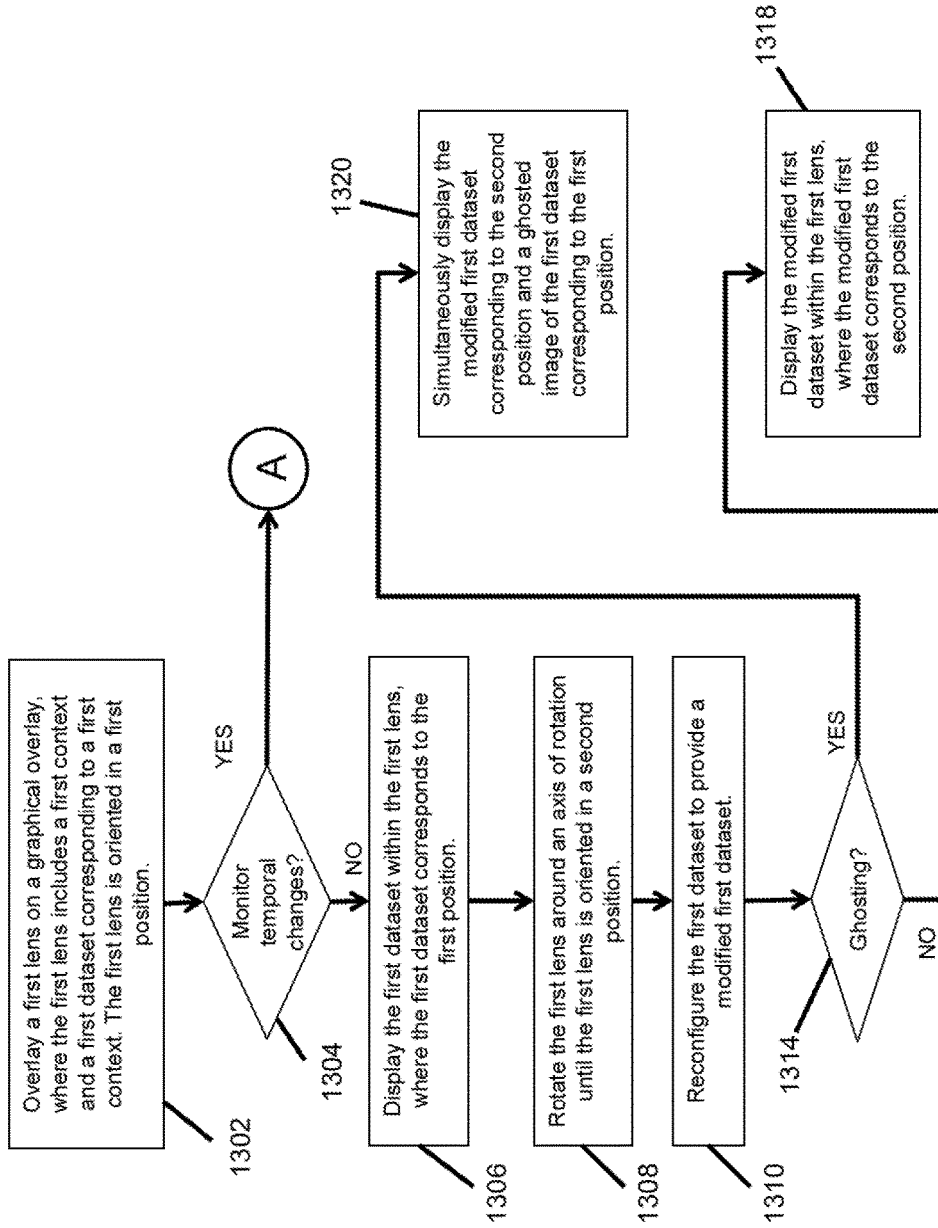 Overlay a first lens on a graphical overlay,
where the first lens includes a first context
and a first dataset corresponding to a first
context. The first lens is oriented in a first
position.
1302
Monitor
temporal
changes?
1304
YES
A
NO
Display the first dataset within the first lens,
where the first dataset corresponds to the
first position.
1306
Rotate the first lens around an axis of rotation
until the first lens is oriented in a second
position.
1308
Reconfigure the first dataset to provide a
modified first dataset.
1310
Ghosting?
1314
YES
NO
Simultaneously display the
modified first dataset
corresponding to the second
position and a ghosted
image of the first dataset
corresponding to the first
position.
1320
Display the modified first
dataset within the first lens,
where the modified first
dataset corresponds to the
second position.
1318